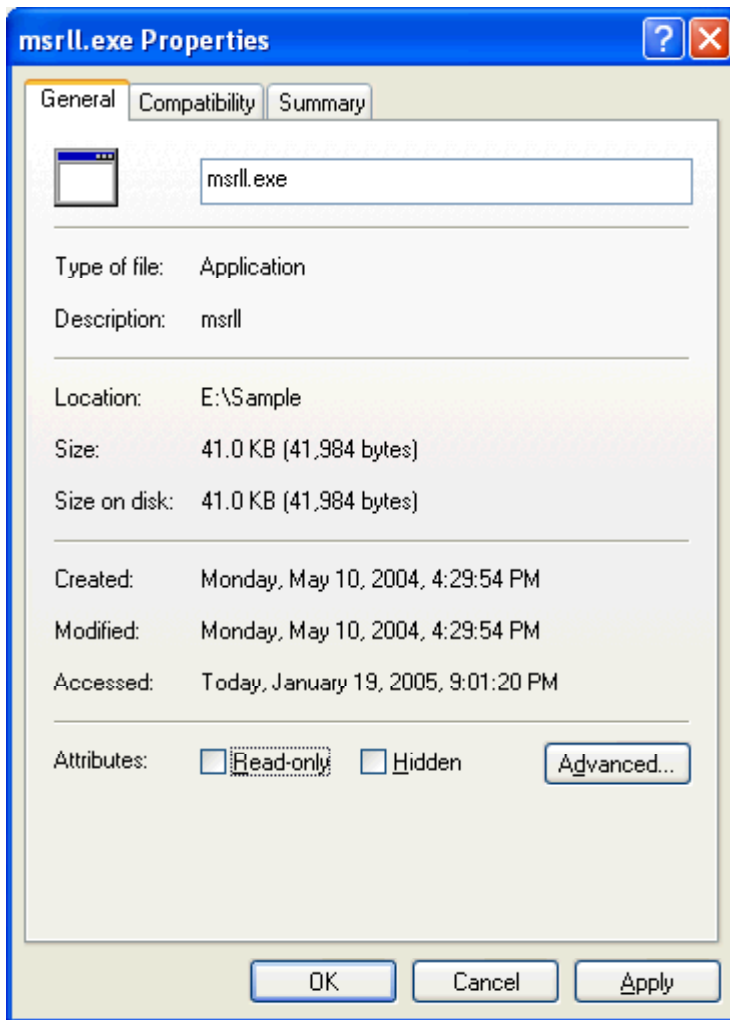 msrll.exe Properties
General Compatibility Summary
msrll.exe
Type of file: Application
Description: msrll
Location: E:\Sample
Size: 41.0 KB (41,984 bytes)
Size on disk: 41.0 KB (41,984 bytes)
Created: Monday, May 10, 2004, 4:29:54 PM
Modified: Monday, May 10, 2004, 4:29:54 PM
Accessed: Today, January 19, 2005, 9:01:20 PM
Attributes: Read-only Hidden Advanced...
OK Cancel Apply